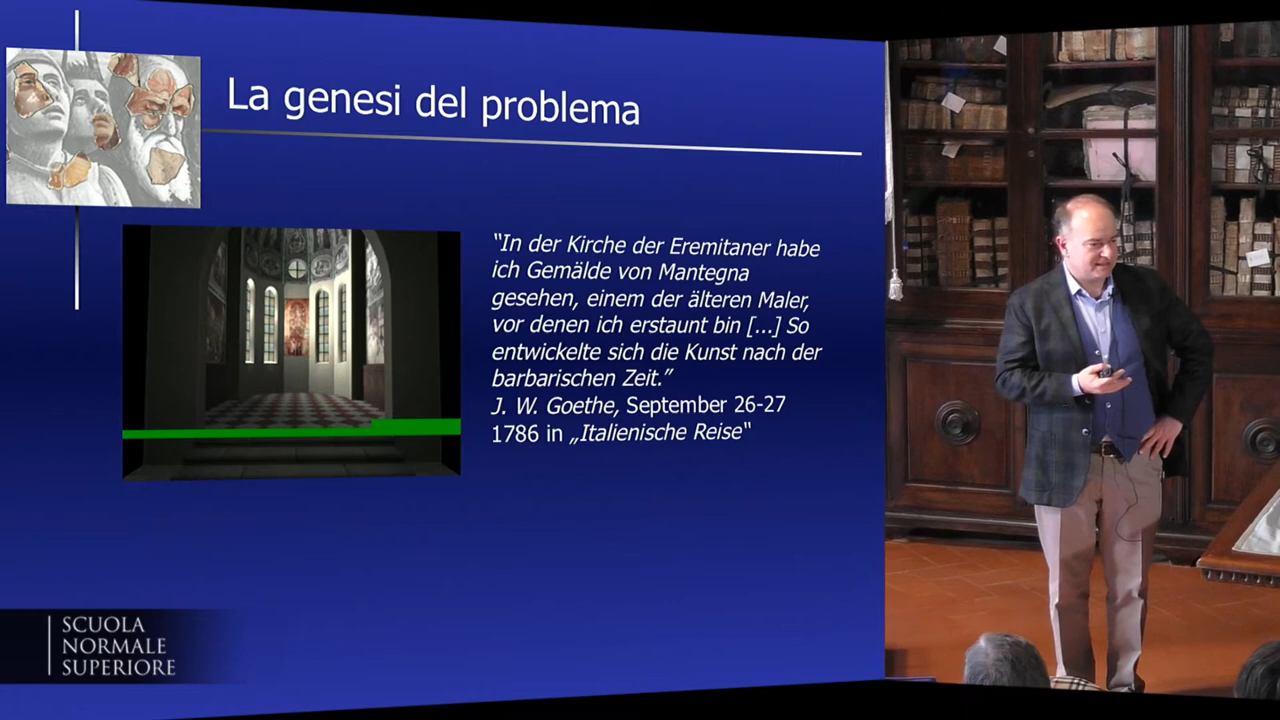 La genesi del problema
“In der Kirche der Eremitaner habe
ich Gemälde von Mantegna
gesehen, einem der älteren Maler,
vor denen ich erstaunt bin [...] So
entwickelte sich die Kunst nach der
barbarischen Zeit.”
J. W. Goethe, September 26-27
1786 in „Italienische Reise“
SCUOLA
NORMALE
SUPERIORE